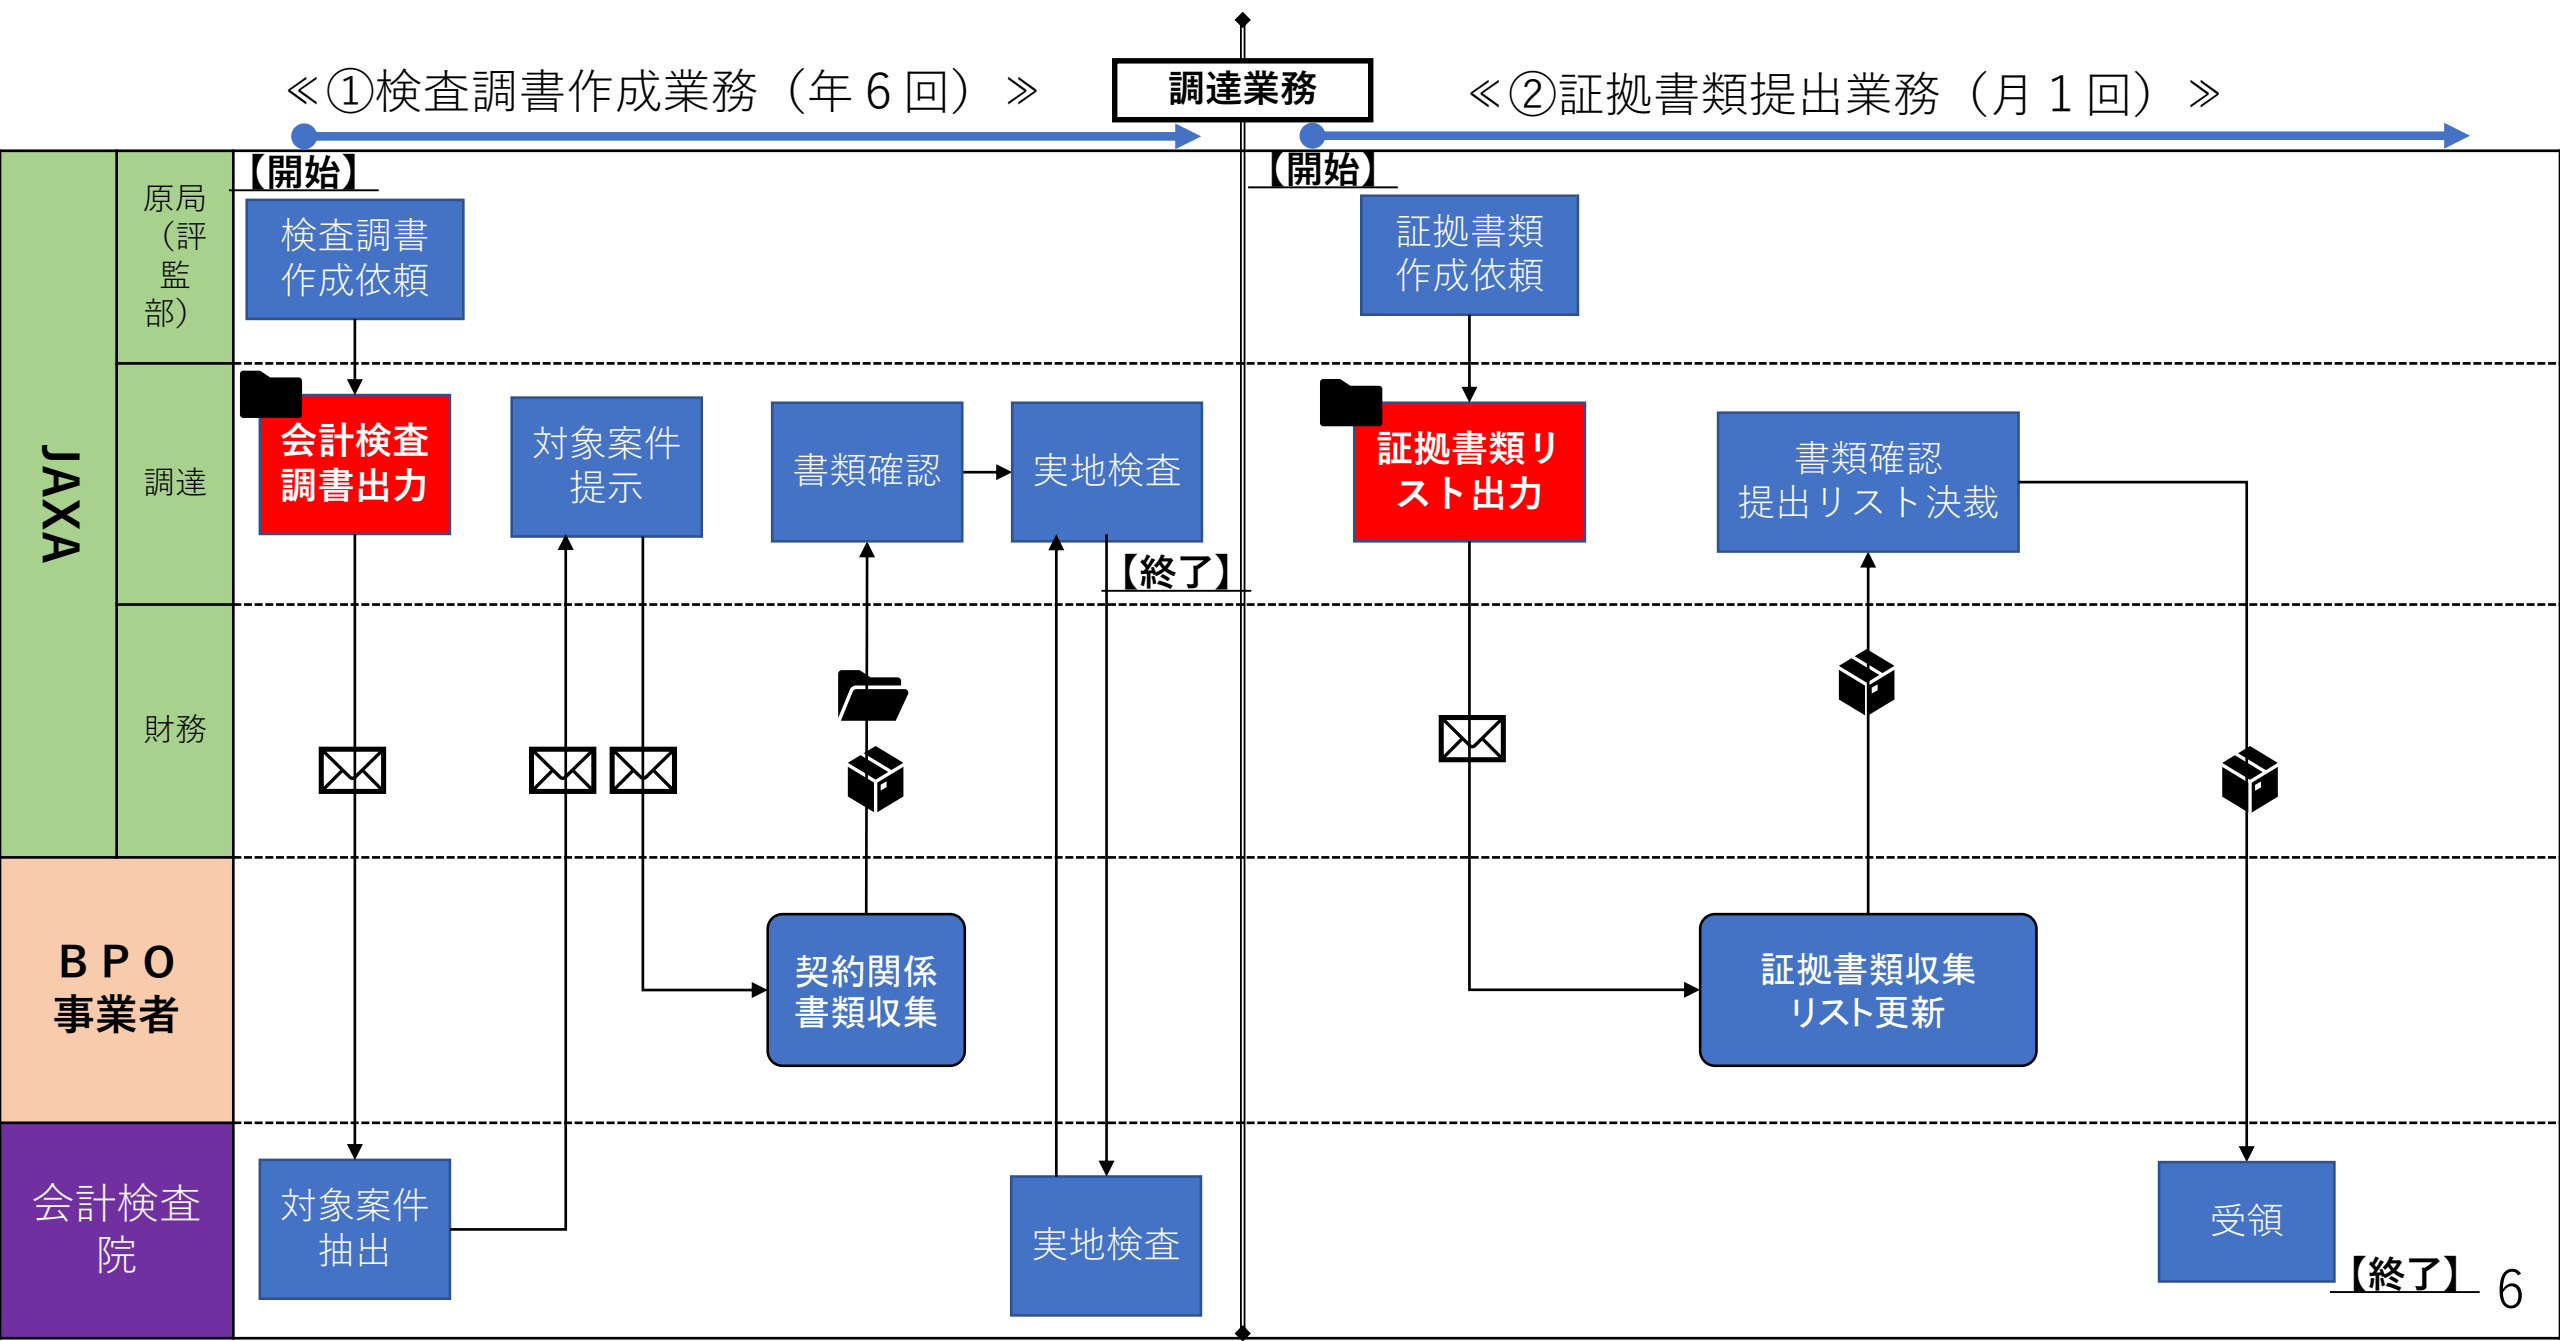 調達業務
≪①検査調書作成業務（年６回）≫
≪②証拠書類提出業務（月１回）≫
JAXA
原局
（評
監
部）
【開始】
検査調書
作成依頼
【開始】
証拠書類
作成依頼
調達
会計検査
調書出力
対象案件
提示
書類確認
実地検査
【終了】
証拠書類リ
スト出力
書類確認
提出リスト決裁
財務
ＢＰＯ
事業者
契約関係
書類収集
証拠書類収集
リスト更新
会計検査
院
対象案件
抽出
実地検査
受領
【終了】
6